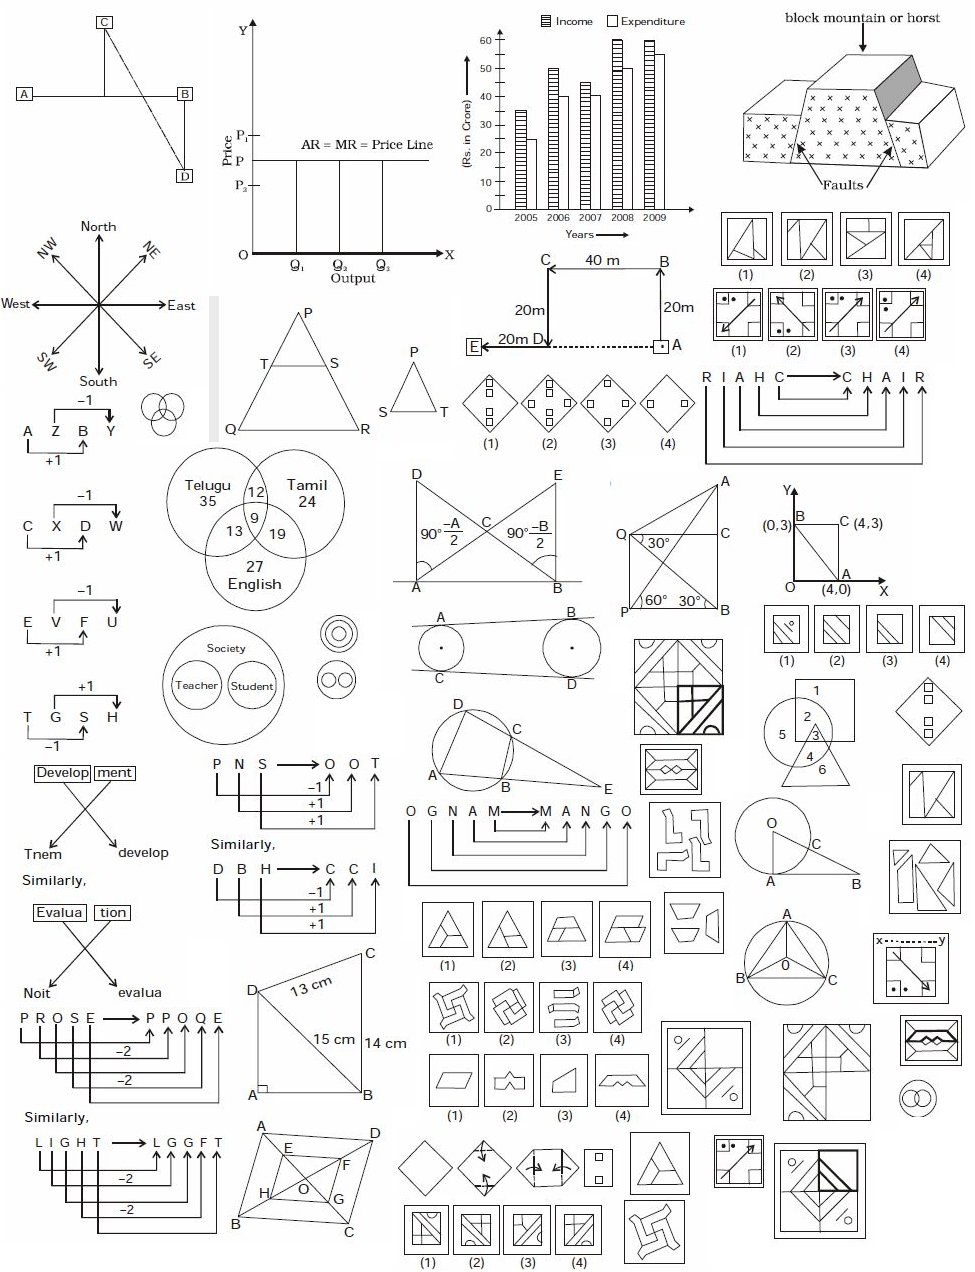 C
A
B
D
Y
Price
P₁
P
P₂
O
AR = MR = Price Line
Q₁ Q₂ Q₃
X
Output
Income Expenditure
(Rs. in Crore)
60
50
40
30
20
10
0
2005 2006 2007 2008 2009
Years
block mountain or horst
Faults
North
NW NE
West East
SW SE
South
P
T S
Q R
P
S T
C 40 m B
20m 20m
E 20m D A
(1) (2) (3) (4)
(1) (2) (3) (4)
(1) (2) (3) (4)
R I A H C C H A I R
−1
A Z B Y
+1
−1
C X D W
+1
−1
E V F U
+1
+1
T G S H
−1
Telugu
35
12
Tamil
24
9
13 19
27
English
D E
90°−A/2 C 90°−B/2
A B
A
Q C
30°
P 60° 30° B
Y
(0,3) B C (4,3)
A
O (4,0) X
(1) (2) (3) (4)
Society
Teacher Student
A B
C D
D
C
A
B
E
1
2
5 3
4
6
Develop ment
Tnem develop
Similarly,
Evalua tion
Noit evalua
P N S O O T
−1
+1
+1
Similarly,
D B H C C I
−1
+1
+1
O G N A M M A N G O
O
C
A B
A
O
B C
x y
(1) (2) (3) (4)
(1) (2) (3) (4)
(1) (2) (3) (4)
P R O S E P P O Q E
−2
−2
Similarly,
L I G H T L G G F T
−2
−2
C
D 13 cm
15 cm 14 cm
A B
A D
E F
H O G
B C
(1) (2) (3) (4)